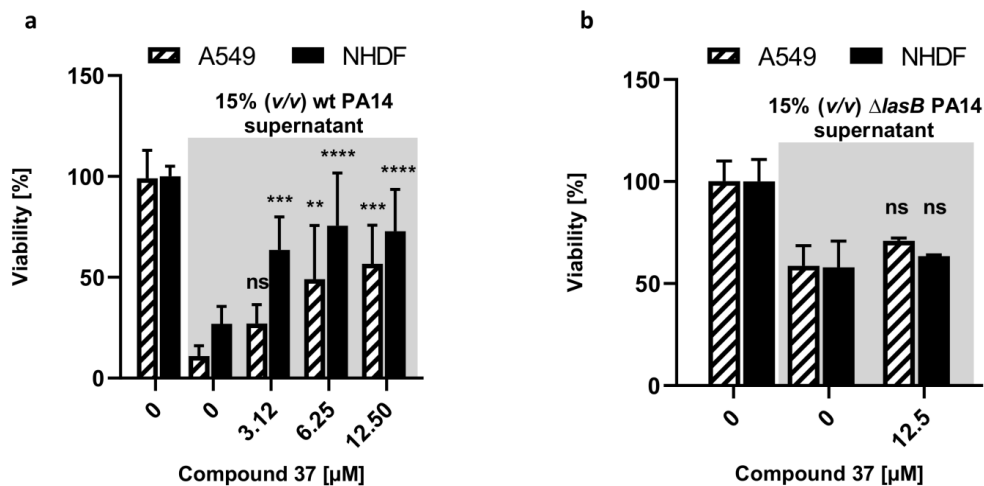 a
A549 NHDF
150
100
50
0
Viability [%]
15% (v/v) wt PA14
supernatant
ns
***
**
****
***
****
0 0 3.12 6.25 12.50
Compound 37 [µM]
b
A549 NHDF
150
100
50
0
Viability [%]
15% (v/v) ΔlasB PA14
supernatant
ns ns
0 0 12.5
Compound 37 [µM]